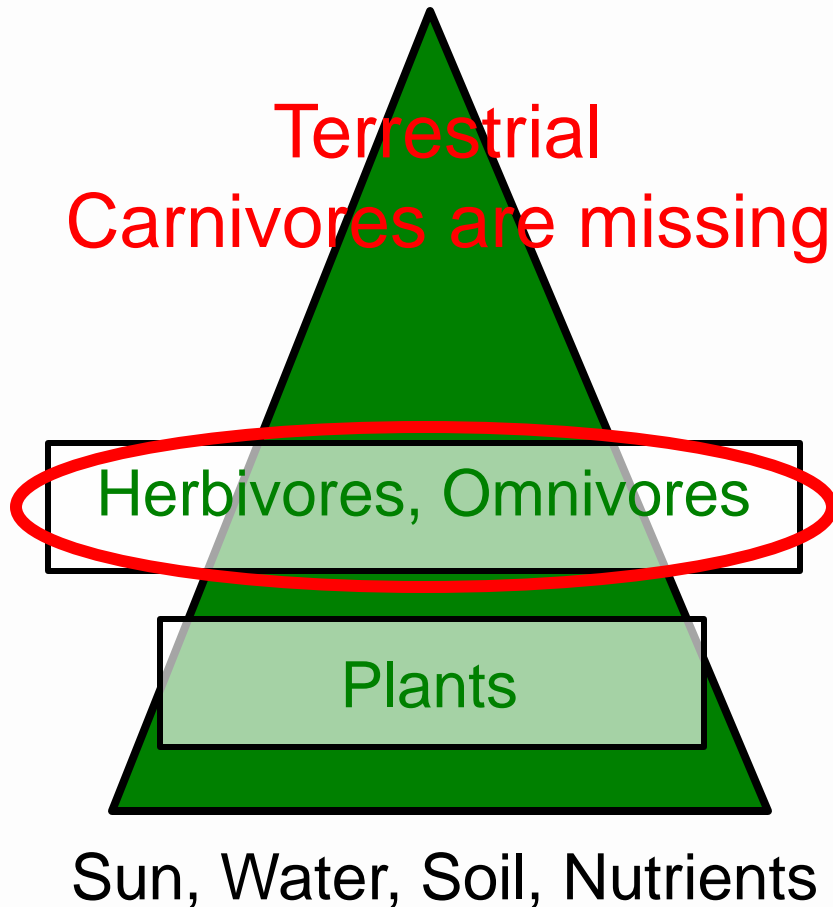 Terrestrial
Carnivores are missing
Herbivores, Omnivores
Plants
Sun, Water, Soil, Nutrients